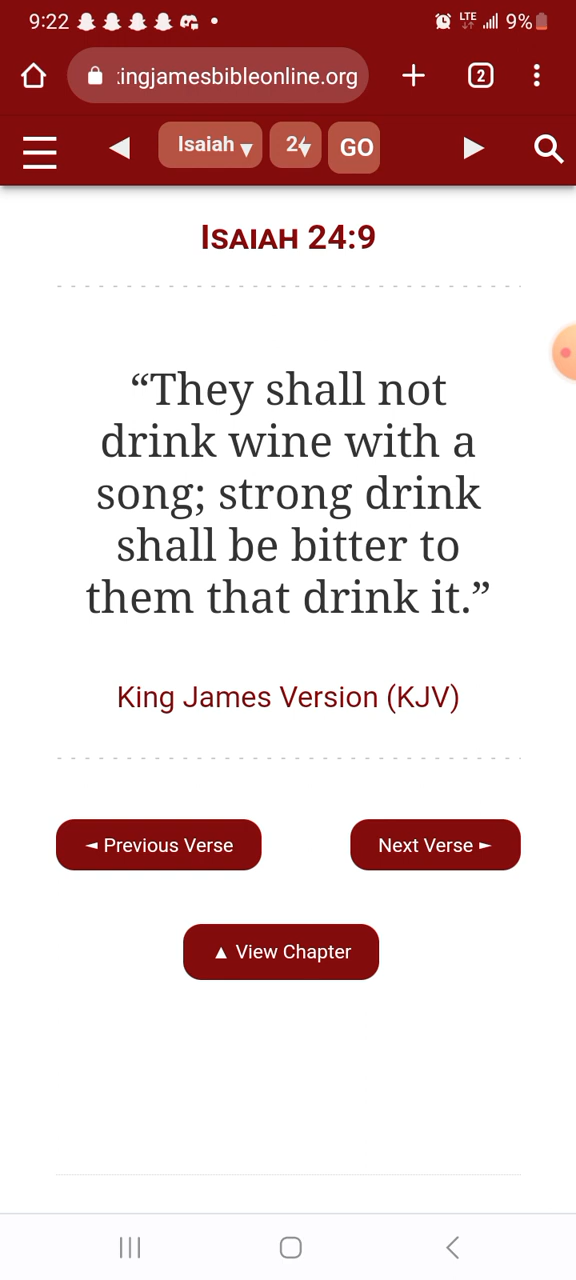 9:22
LTE
9%
:ingjamesbibleonline.org
2
Isaiah ▼
24▼
GO
ISAIAH 24:9
“They shall not
drink wine with a
song; strong drink
shall be bitter to
them that drink it.”
King James Version (KJV)
◄ Previous Verse
Next Verse ►
▲ View Chapter